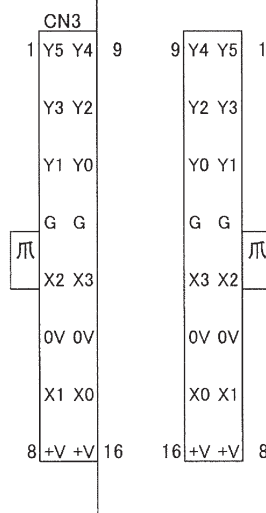 CN3
1 Y5 Y4 9 9 Y4 Y5 1
Y3 Y2 Y2 Y3
Y1 Y0 Y0 Y1
G G G G
爪 爪
X2 X3 X3 X2
0V 0V 0V 0V
X1 X0 X0 X1
8 +V +V 16 16 +V +V 8